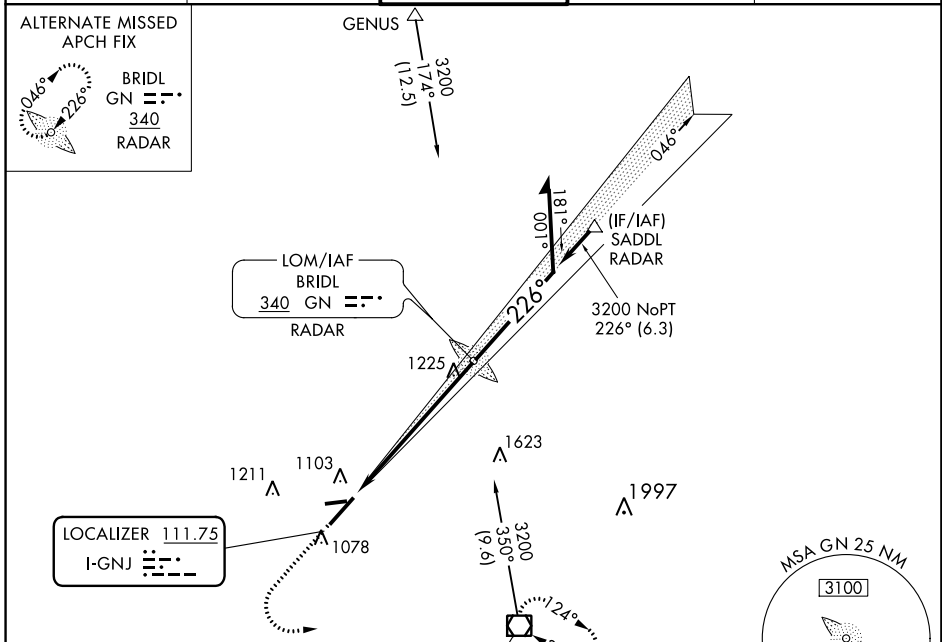 ALTERNATE MISSED
APCH FIX
BRIDL
GN
340
RADAR
046°
226°
GENUS
3200
174°
(12.5)
046°
181°
001°
(IF/IAF)
SADDL
RADAR
LOM/IAF
BRIDL
340 GN
RADAR
226°
3200 NoPT
226° (6.3)
1225
1623
1211
1103
1997
LOCALIZER 111.75
I-GNJ
1078
3200
350°
(9.6)
124°
MSA GN 25 NM
3100